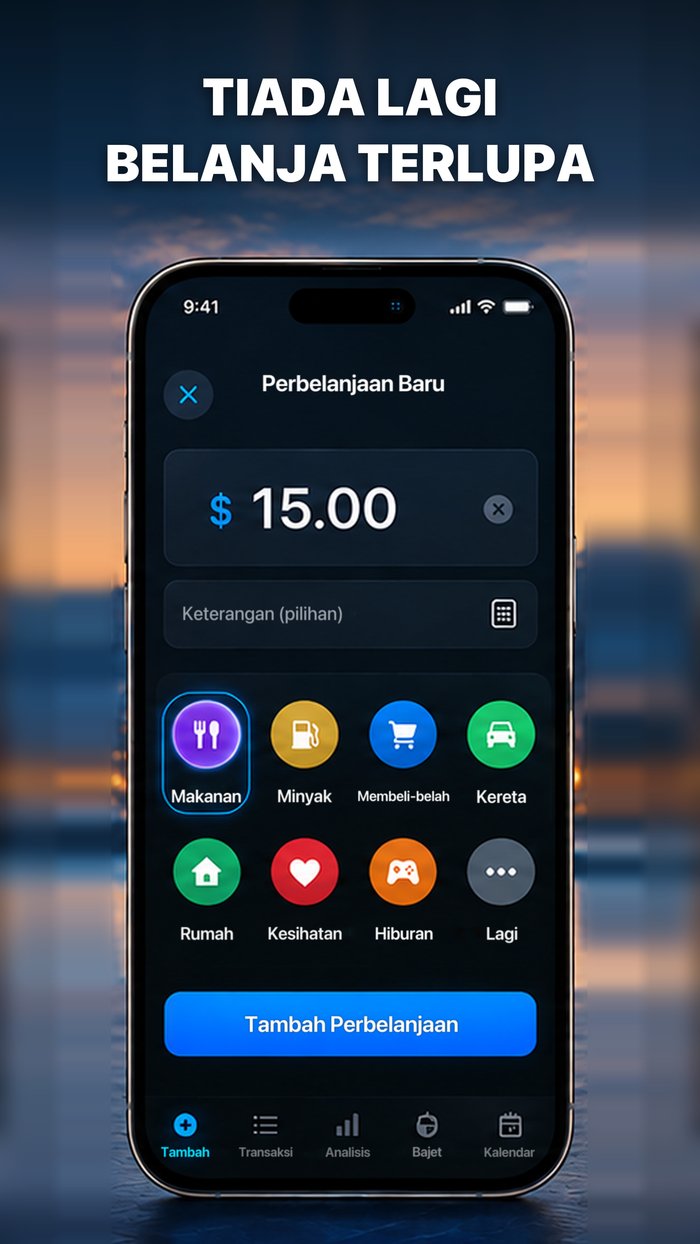 TIADA LAGI
BELANJA TERLUPA
9:41
Perbelanjaan Baru
$ 15.00
Keterangan (pilihan)
Makanan Minyak Membeli-belah Kereta
Rumah Kesihatan Hiburan Lagi
Tambah Perbelanjaan
Tambah Transaksi Analisis Bajet Kalendar